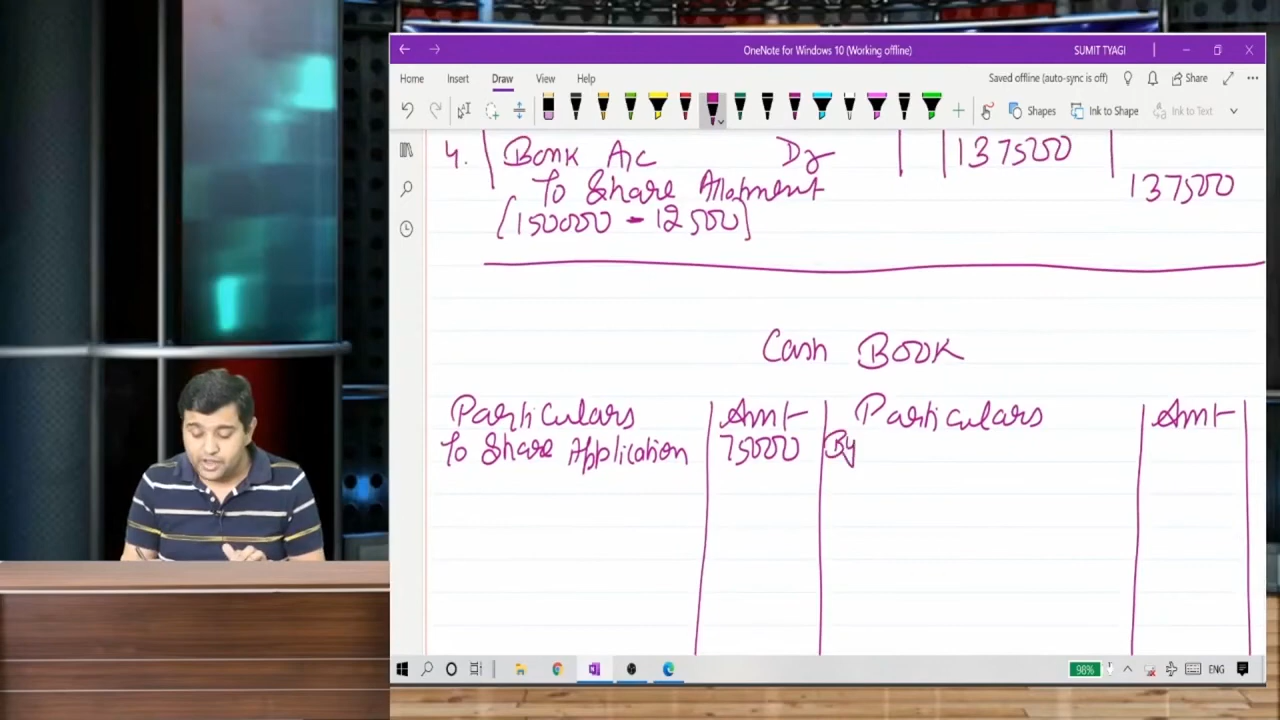 OneNote for Windows 10 (Working offline)
SUMIT TYAGI
Home Insert Draw View Help
Saved offline (auto-sync is off)
Share
Shapes
Ink to Shape
Ink to Text
4. Bank A/c Dr 137500
To Share Allotment 137500
[150000 - 12500]
Cash Book
Particulars Amt Particulars Amt
To Share Application 75000 By
98%
ENG